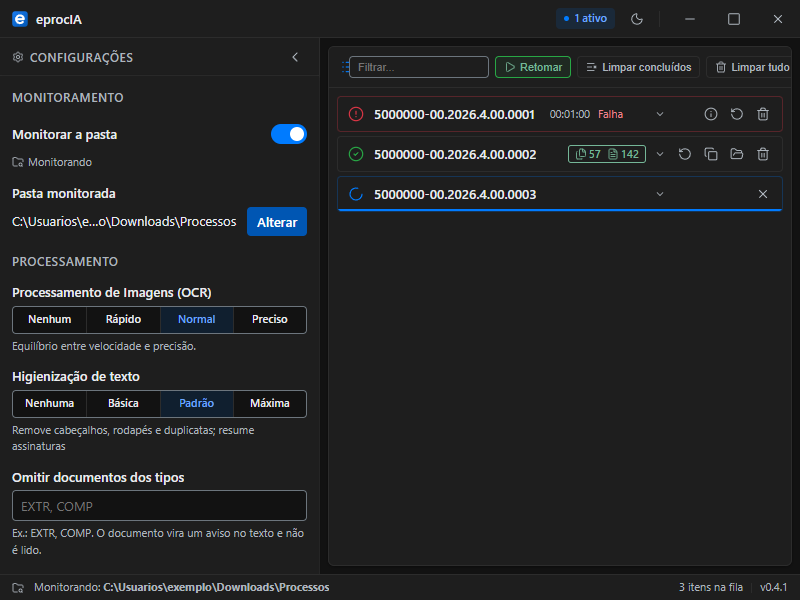 e eprocIA
1 ativo
CONFIGURAÇÕES
MONITORAMENTO
Monitorar a pasta
Monitorando
Pasta monitorada
C:\Usuarios\e...o\Downloads\Processos
Alterar
PROCESSAMENTO
Processamento de Imagens (OCR)
Nenhum Rápido Normal Preciso
Equilíbrio entre velocidade e precisão.
Higienização de texto
Nenhuma Básica Padrão Máxima
Remove cabeçalhos, rodapés e duplicatas; resume
assinaturas
Omitir documentos dos tipos
EXTR, COMP
Ex.: EXTR, COMP. O documento vira um aviso no texto e não
é lido.
Filtrar... Retomar Limpar concluídos Limpar tudo
5000000-00.2026.4.00.0001 00:01:00 Falha
5000000-00.2026.4.00.0002 57 142
5000000-00.2026.4.00.0003
Monitorando: C:\Usuarios\exemplo\Downloads\Processos
3 itens na fila v0.4.1